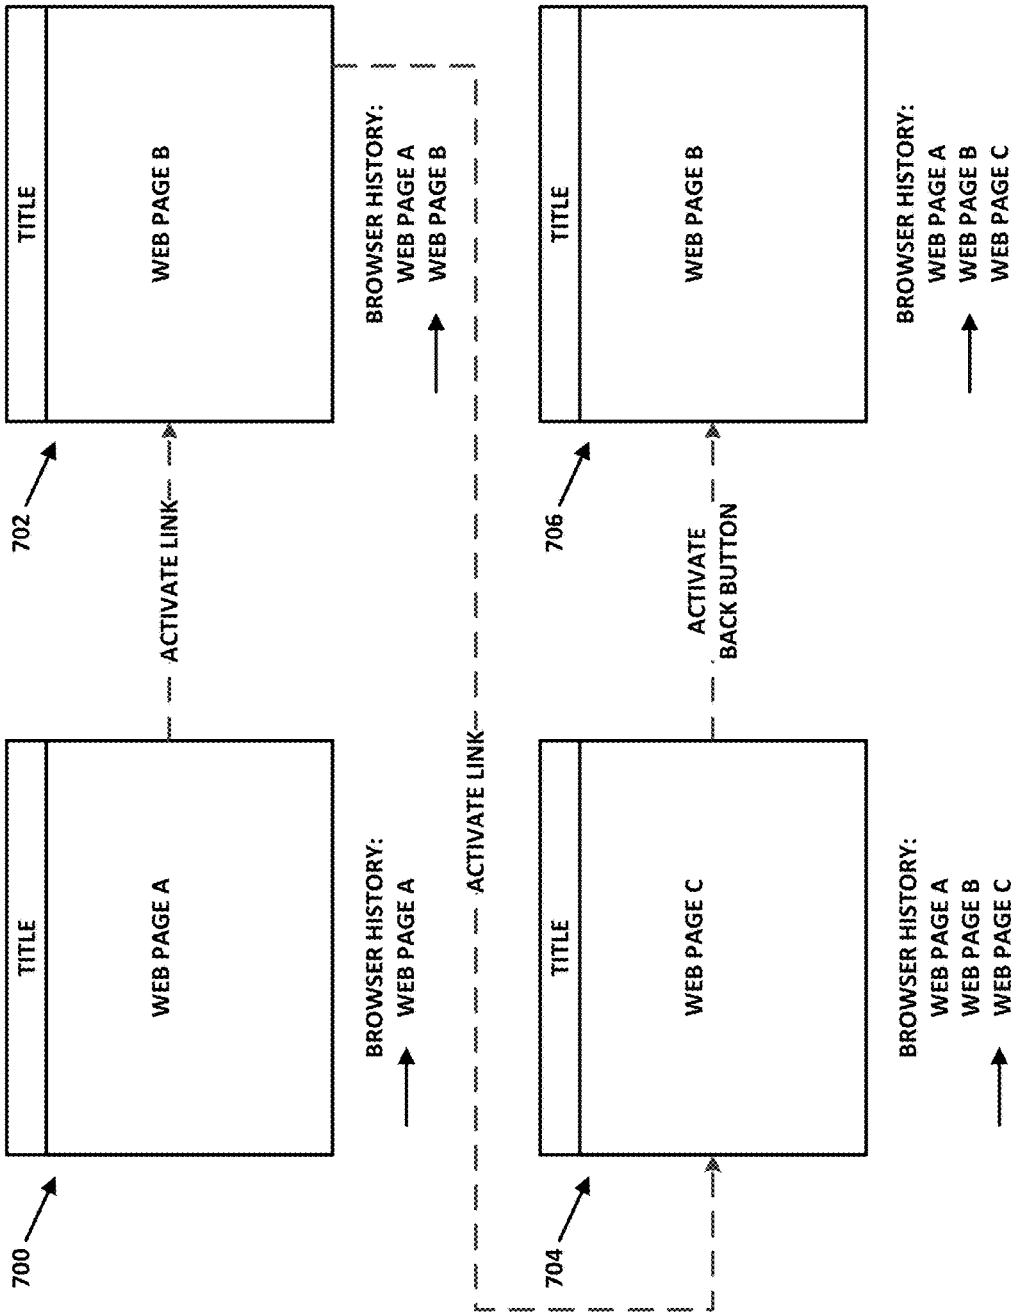 700
TITLE
WEB PAGE A
BROWSER HISTORY:
WEB PAGE A
ACTIVATE LINK
702
TITLE
WEB PAGE B
BROWSER HISTORY:
WEB PAGE A
WEB PAGE B
ACTIVATE LINK
704
TITLE
WEB PAGE C
BROWSER HISTORY:
WEB PAGE A
WEB PAGE B
WEB PAGE C
ACTIVATE
BACK BUTTON
706
TITLE
WEB PAGE B
BROWSER HISTORY:
WEB PAGE A
WEB PAGE B
WEB PAGE C